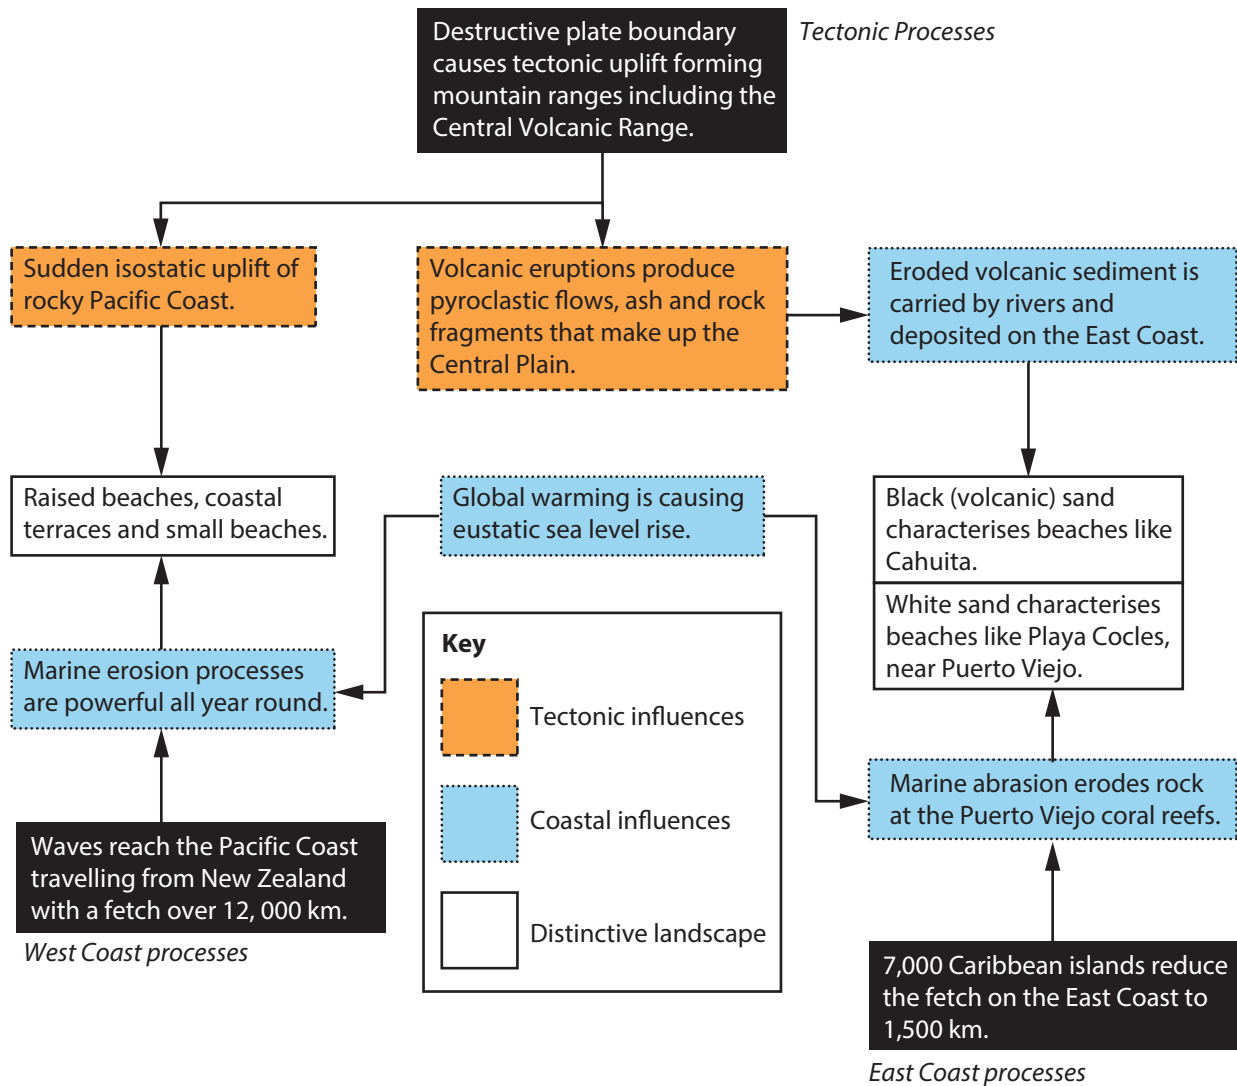 Destructive plate boundary
causes tectonic uplift forming
mountain ranges including the
Central Volcanic Range.
Tectonic Processes
Sudden isostatic uplift of
rocky Pacific Coast.
Volcanic eruptions produce
pyroclastic flows, ash and rock
fragments that make up the
Central Plain.
Eroded volcanic sediment is
carried by rivers and
deposited on the East Coast.
Raised beaches, coastal
terraces and small beaches.
Global warming is causing
eustatic sea level rise.
Black (volcanic) sand
characterises beaches like
Cahuita.
White sand characterises
beaches like Playa Cocles,
near Puerto Viejo.
Marine erosion processes
are powerful all year round.
Key
Tectonic influences
Coastal influences
Distinctive landscape
Marine abrasion erodes rock
at the Puerto Viejo coral reefs.
Waves reach the Pacific Coast
travelling from New Zealand
with a fetch over 12, 000 km.
West Coast processes
7,000 Caribbean islands reduce
the fetch on the East Coast to
1,500 km.
East Coast processes